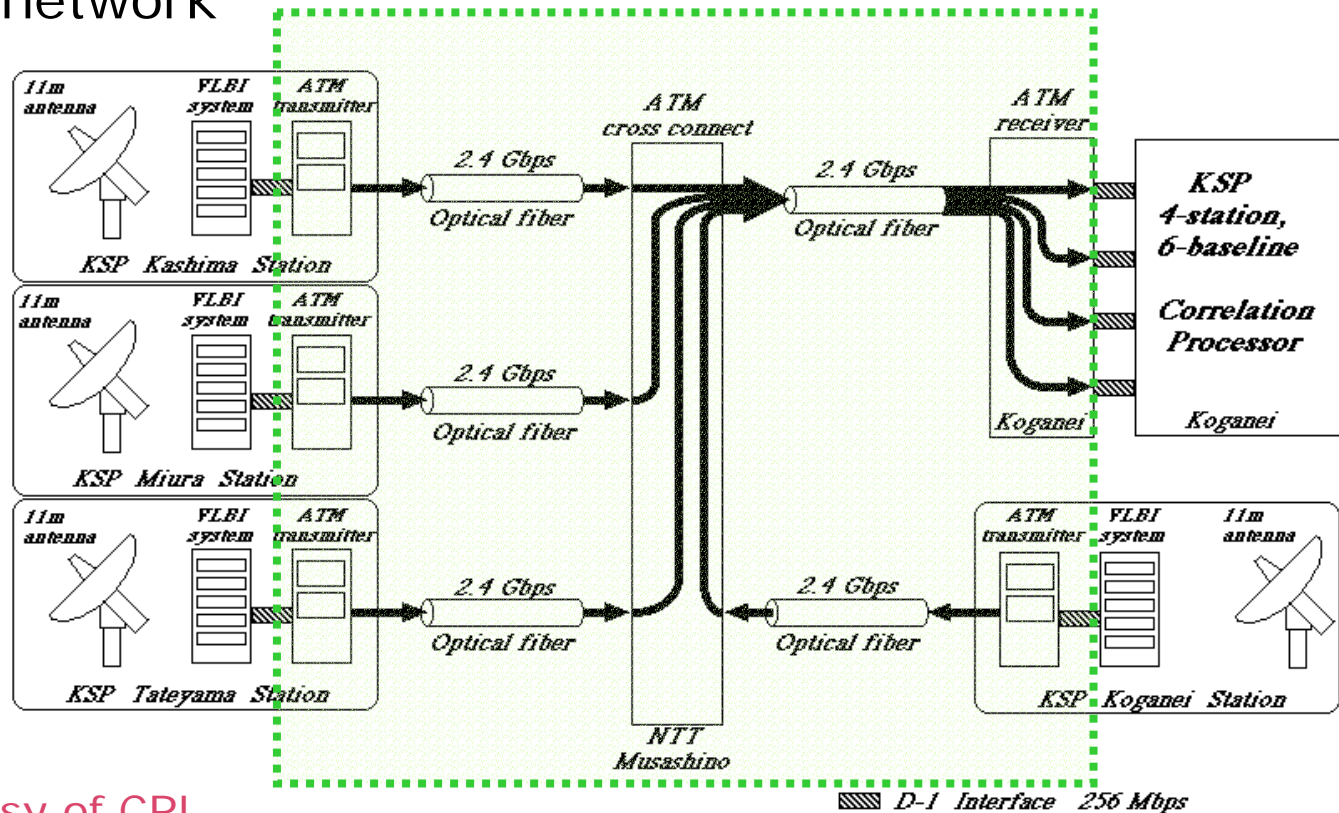 network
11m
antenna
VLBI
system
ATM
transmitter
KSP Kashima Station
11m
antenna
VLBI
system
ATM
transmitter
KSP Miura Station
11m
antenna
VLBI
system
ATM
transmitter
KSP Tateyama Station
2.4 Gbps
Optical fiber
2.4 Gbps
Optical fiber
2.4 Gbps
Optical fiber
ATM
cross connect
NTT
Musashino
2.4 Gbps
Optical fiber
2.4 Gbps
Optical fiber
ATM
receiver
Koganei
KSP
4-station,
6-baseline
Correlation
Processor
Koganei
ATM
transmitter
VLBI
system
11m
antenna
KSP Koganei Station
D-1 Interface 256 Mbps
of CRL